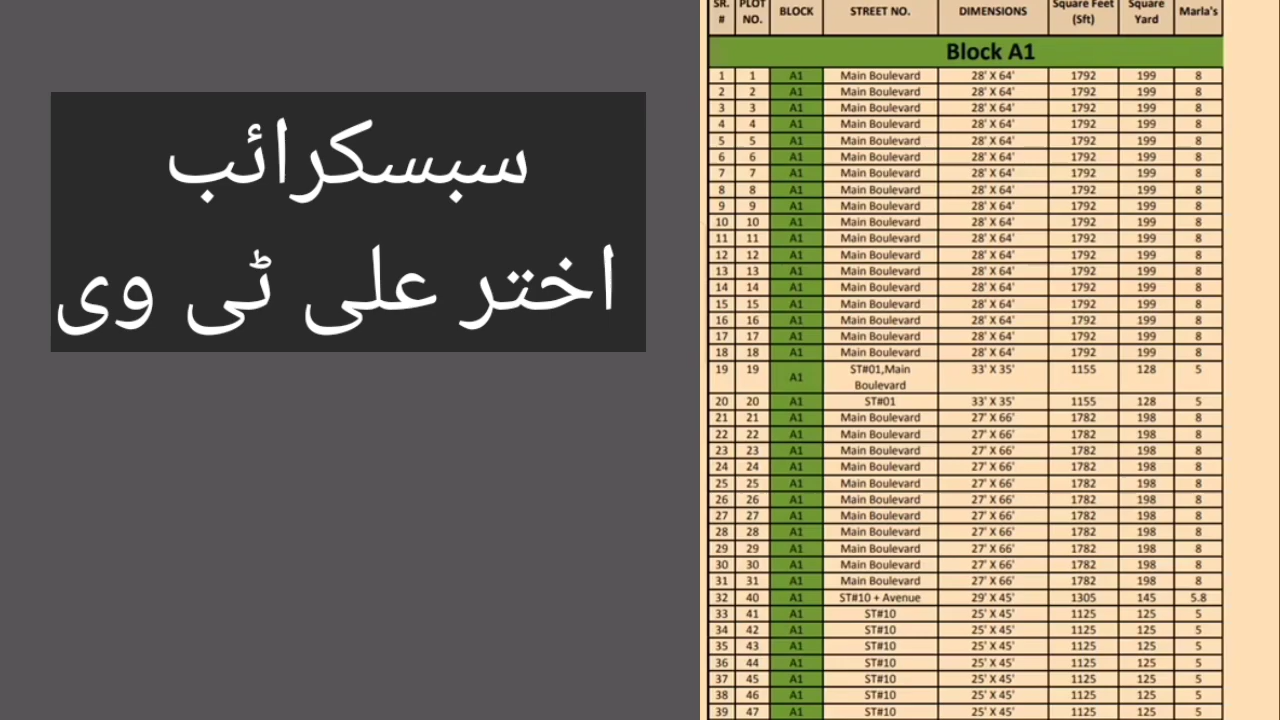 سبسکرائب
اختر علی ٹی وی
SR. # PLOT NO. BLOCK STREET NO. DIMENSIONS Square Feet (Sft) Square Yard Marla's
Block A1
1 1 A1 Main Boulevard 28' X 64' 1792 199 8
2 2 A1 Main Boulevard 28' X 64' 1792 199 8
3 3 A1 Main Boulevard 28' X 64' 1792 199 8
4 4 A1 Main Boulevard 28' X 64' 1792 199 8
5 5 A1 Main Boulevard 28' X 64' 1792 199 8
6 6 A1 Main Boulevard 28' X 64' 1792 199 8
7 7 A1 Main Boulevard 28' X 64' 1792 199 8
8 8 A1 Main Boulevard 28' X 64' 1792 199 8
9 9 A1 Main Boulevard 28' X 64' 1792 199 8
10 10 A1 Main Boulevard 28' X 64' 1792 199 8
11 11 A1 Main Boulevard 28' X 64' 1792 199 8
12 12 A1 Main Boulevard 28' X 64' 1792 199 8
13 13 A1 Main Boulevard 28' X 64' 1792 199 8
14 14 A1 Main Boulevard 28' X 64' 1792 199 8
15 15 A1 Main Boulevard 28' X 64' 1792 199 8
16 16 A1 Main Boulevard 28' X 64' 1792 199 8
17 17 A1 Main Boulevard 28' X 64' 1792 199 8
18 18 A1 Main Boulevard 28' X 64' 1792 199 8
19 19 A1 ST#01,Main Boulevard 33' X 35' 1155 128 5
20 20 A1 ST#01 33' X 35' 1155 128 5
21 21 A1 Main Boulevard 27' X 66' 1782 198 8
22 22 A1 Main Boulevard 27' X 66' 1782 198 8
23 23 A1 Main Boulevard 27' X 66' 1782 198 8
24 24 A1 Main Boulevard 27' X 66' 1782 198 8
25 25 A1 Main Boulevard 27' X 66' 1782 198 8
26 26 A1 Main Boulevard 27' X 66' 1782 198 8
27 27 A1 Main Boulevard 27' X 66' 1782 198 8
28 28 A1 Main Boulevard 27' X 66' 1782 198 8
29 29 A1 Main Boulevard 27' X 66' 1782 198 8
30 30 A1 Main Boulevard 27' X 66' 1782 198 8
31 31 A1 Main Boulevard 27' X 66' 1782 198 8
32 40 A1 ST#10 + Avenue 29' X 45' 1305 145 5.8
33 41 A1 ST#10 25' X 45' 1125 125 5
34 42 A1 ST#10 25' X 45' 1125 125 5
35 43 A1 ST#10 25' X 45' 1125 125 5
36 44 A1 ST#10 25' X 45' 1125 125 5
37 45 A1 ST#10 25' X 45' 1125 125 5
38 46 A1 ST#10 25' X 45' 1125 125 5
39 47 A1 ST#10 25' X 45' 1125 125 5